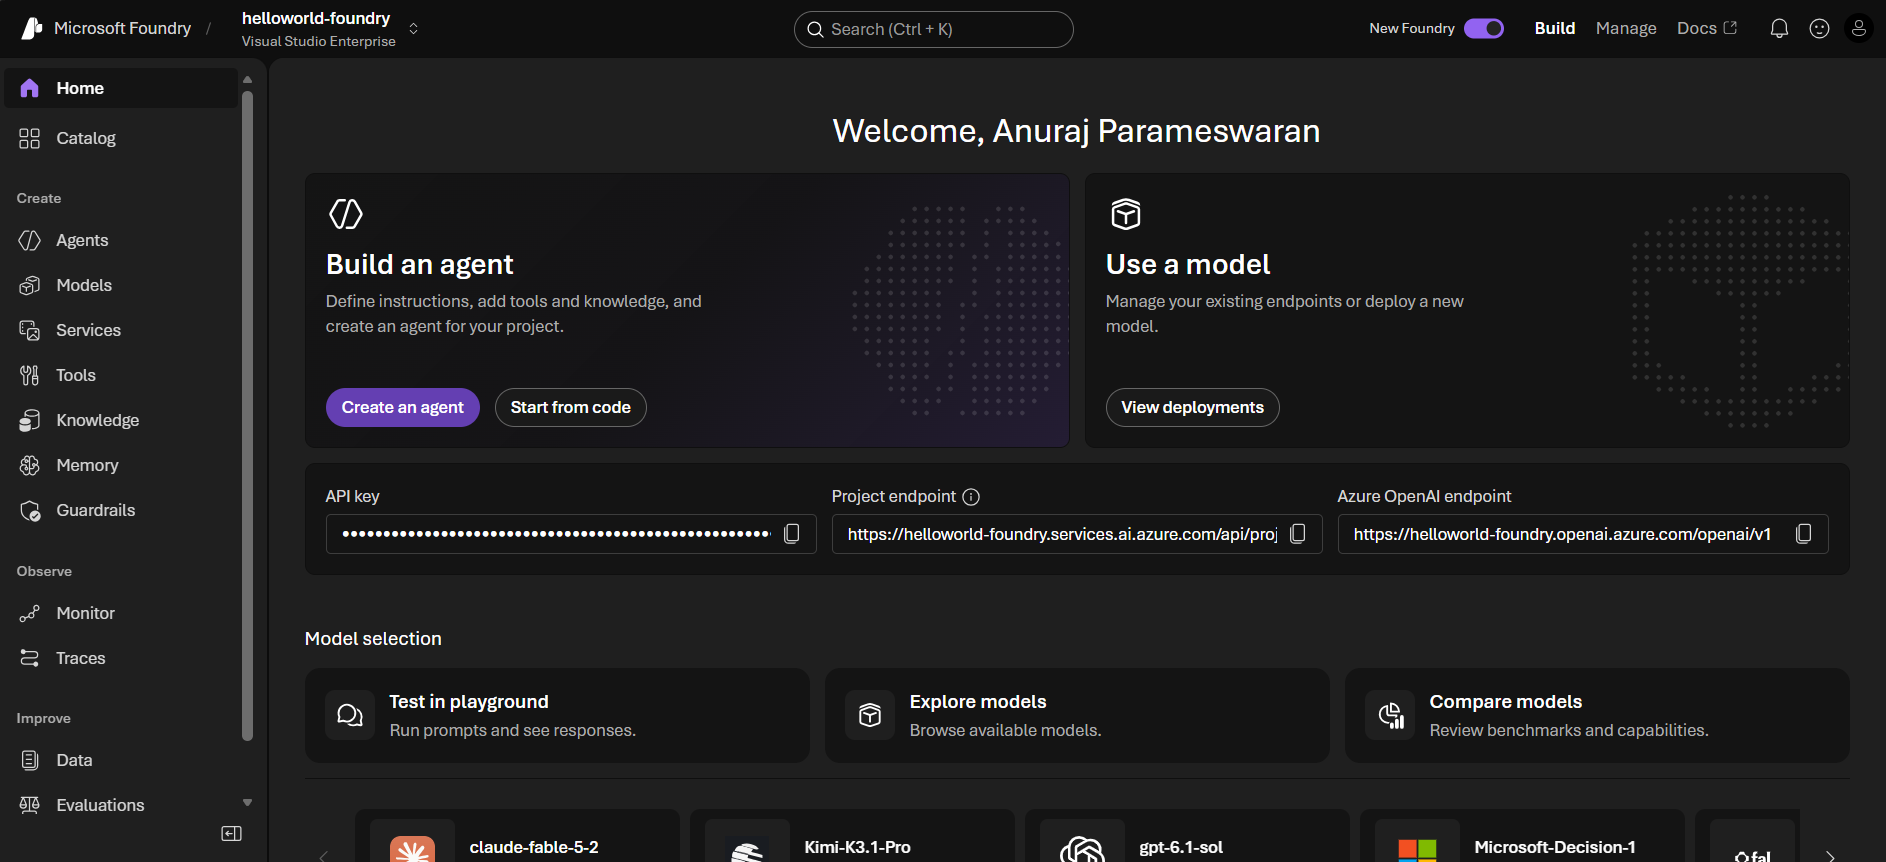 Microsoft Foundry / helloworld-foundry
Visual Studio Enterprise
Search (Ctrl + K)
New Foundry
Build
Manage
Docs
Home
Catalog
Create
Agents
Models
Services
Tools
Knowledge
Memory
Guardrails
Observe
Monitor
Traces
Improve
Data
Evaluations
Welcome, Anuraj Parameswaran
Build an agent
Define instructions, add tools and knowledge, and
create an agent for your project.
Create an agent
Start from code
Use a model
Manage your existing endpoints or deploy a new
model.
View deployments
API key
Project endpoint
https://helloworld-foundry.services.ai.azure.com/api/proj
Azure OpenAI endpoint
https://helloworld-foundry.openai.azure.com/openai/v1
Model selection
Test in playground
Run prompts and see responses.
Explore models
Browse available models.
Compare models
Review benchmarks and capabilities.
claude-fable-5-2
Kimi-K3.1-Pro
gpt-6.1-sol
Microsoft-Decision-1
fal